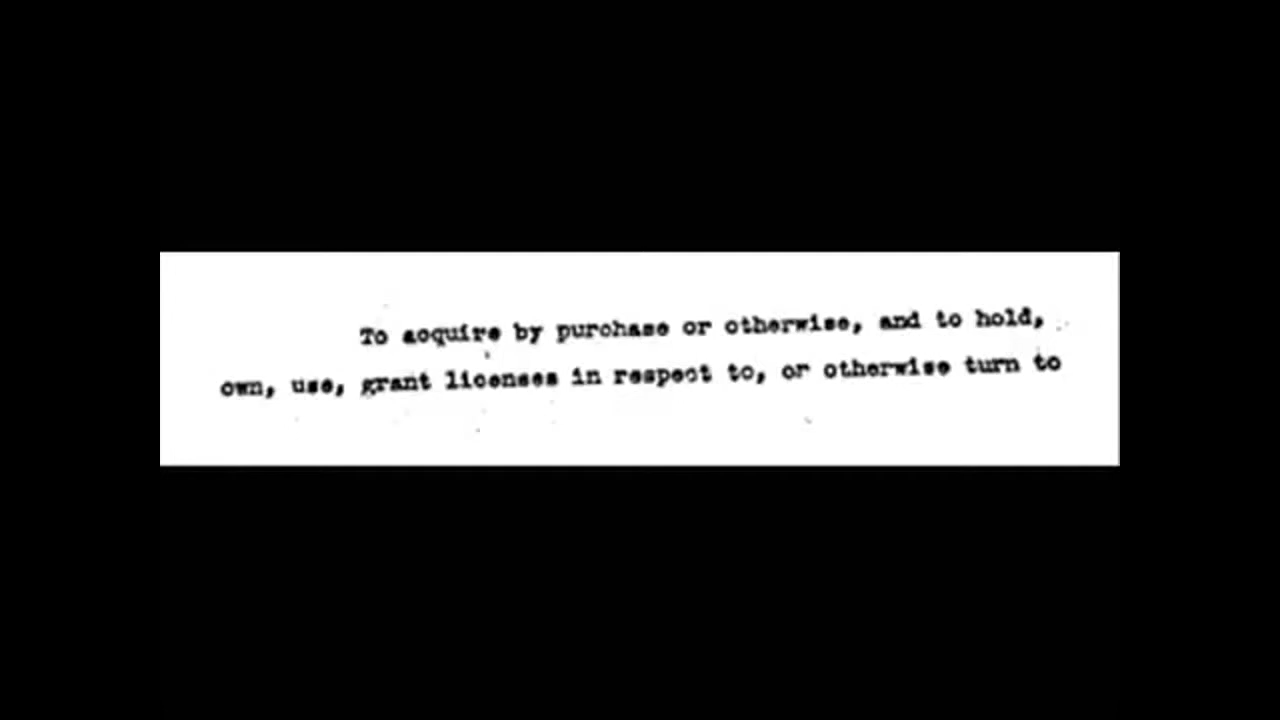 To acquire by purchase or otherwise, and to hold,
own, use, grant licenses in respect to, or otherwise turn to